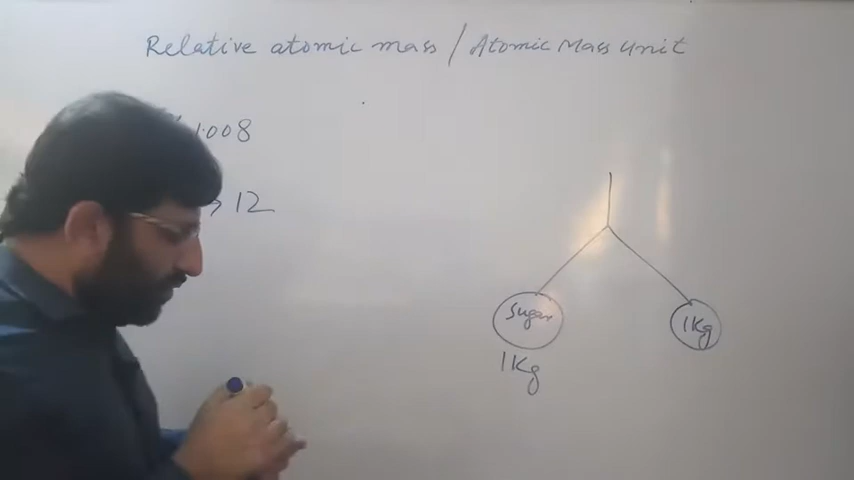 Relative atomic mass / Atomic Mass Unit
1.008
→ 12
Sugar
1Kg
1Kg